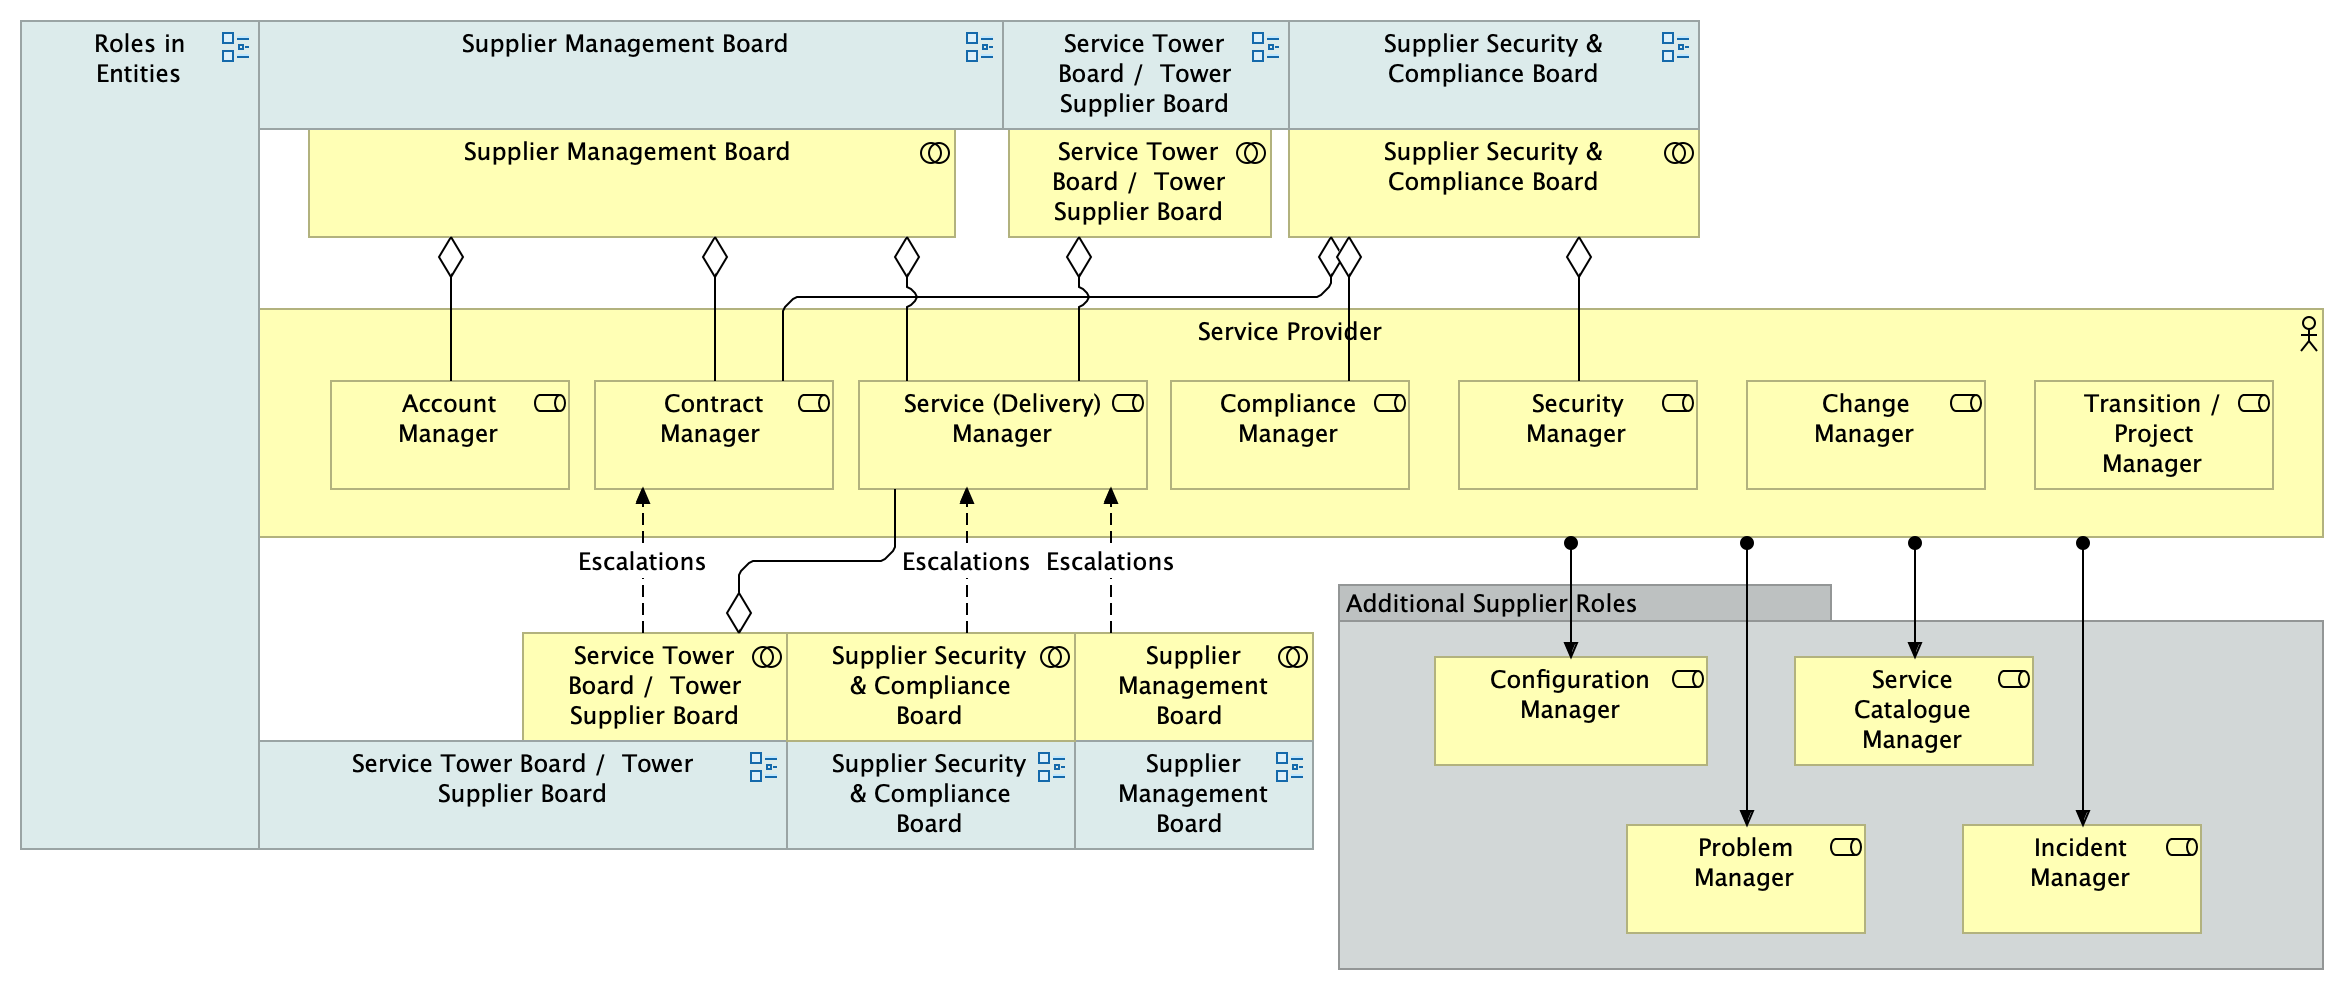 Roles in
Entities
Supplier Management Board
Service Tower
Board /  Tower
Supplier Board
Supplier Security &
Compliance Board
Supplier Management Board
Service Tower
Board /  Tower
Supplier Board
Supplier Security &
Compliance Board
Service Provider
Account
Manager
Contract
Manager
Service (Delivery)
Manager
Compliance
Manager
Security
Manager
Change
Manager
Transition /
Project
Manager
Escalations
Escalations
Escalations
Additional Supplier Roles
Service Tower
Board /  Tower
Supplier Board
Supplier Security
& Compliance
Board
Supplier
Management
Board
Configuration
Manager
Service
Catalogue
Manager
Service Tower Board /  Tower
Supplier Board
Supplier Security
& Compliance
Board
Supplier
Management
Board
Problem
Manager
Incident
Manager